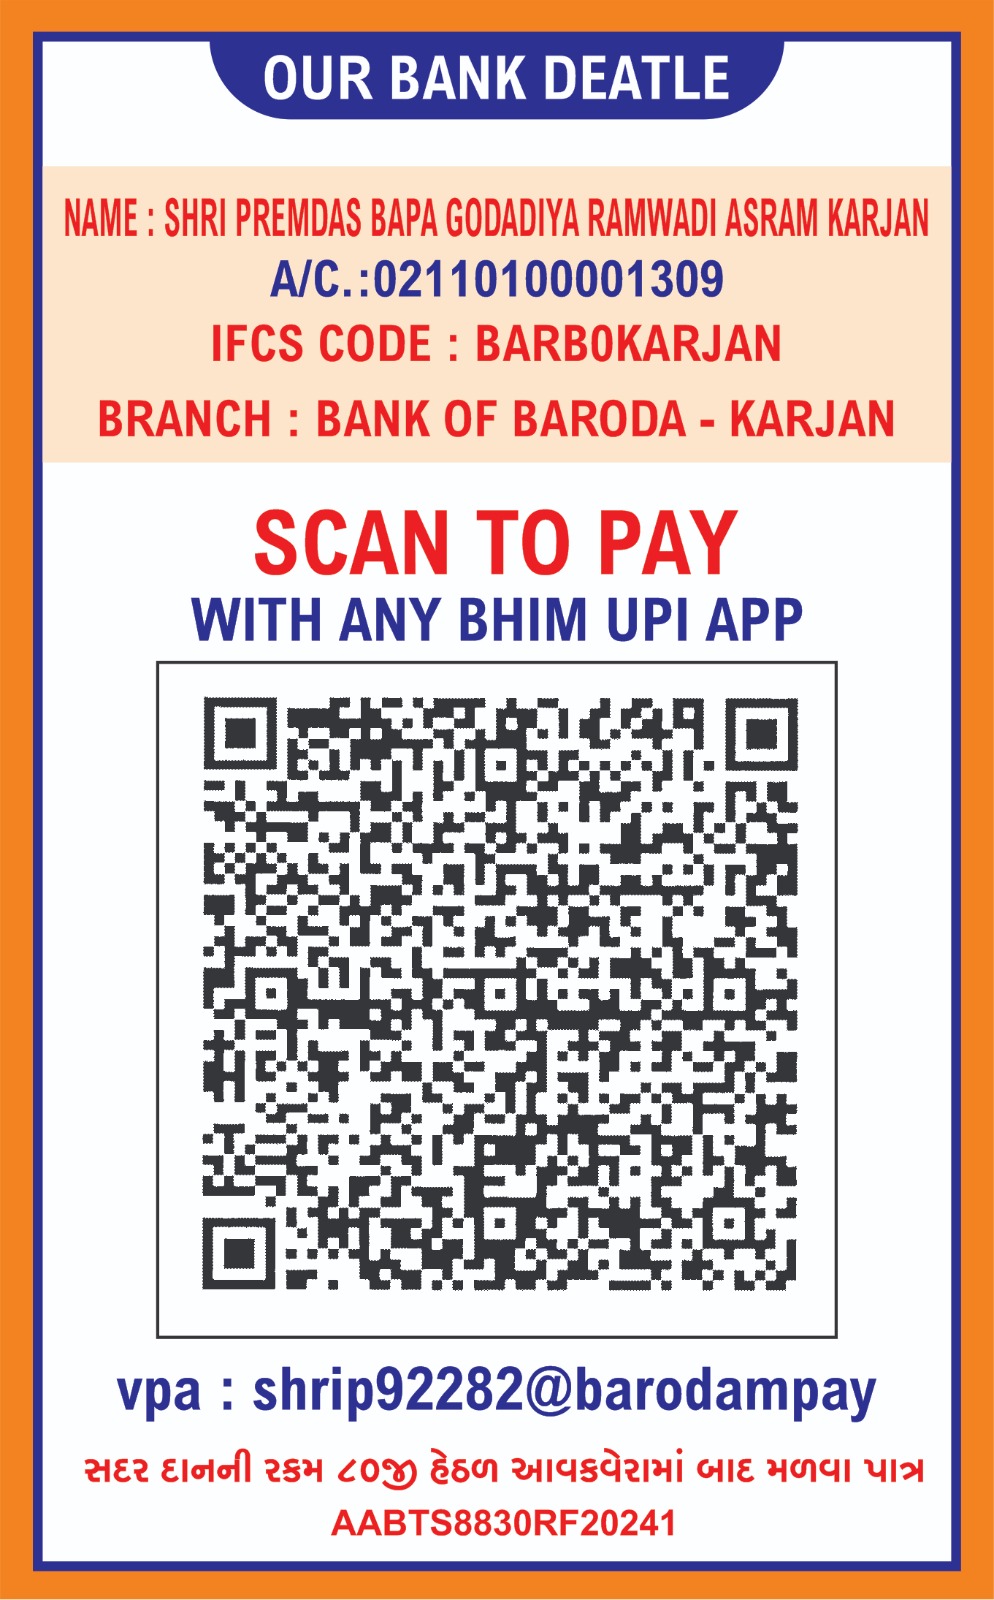 OUR BANK DEATLE
NAME : SHRI PREMDAS BAPA GODADIYA RAMWADI ASRAM KARJAN
A/C.:02110100001309
IFCS CODE : BARB0KARJAN
BRANCH : BANK OF BARODA - KARJAN
SCAN TO PAY
WITH ANY BHIM UPI APP
vpa : shrip92282@barodampay
સદર દાનની રકમ ૮૦જી હેઠળ આવકવેરામાં બાદ મળવા પાત્ર
AABTS8830RF20241